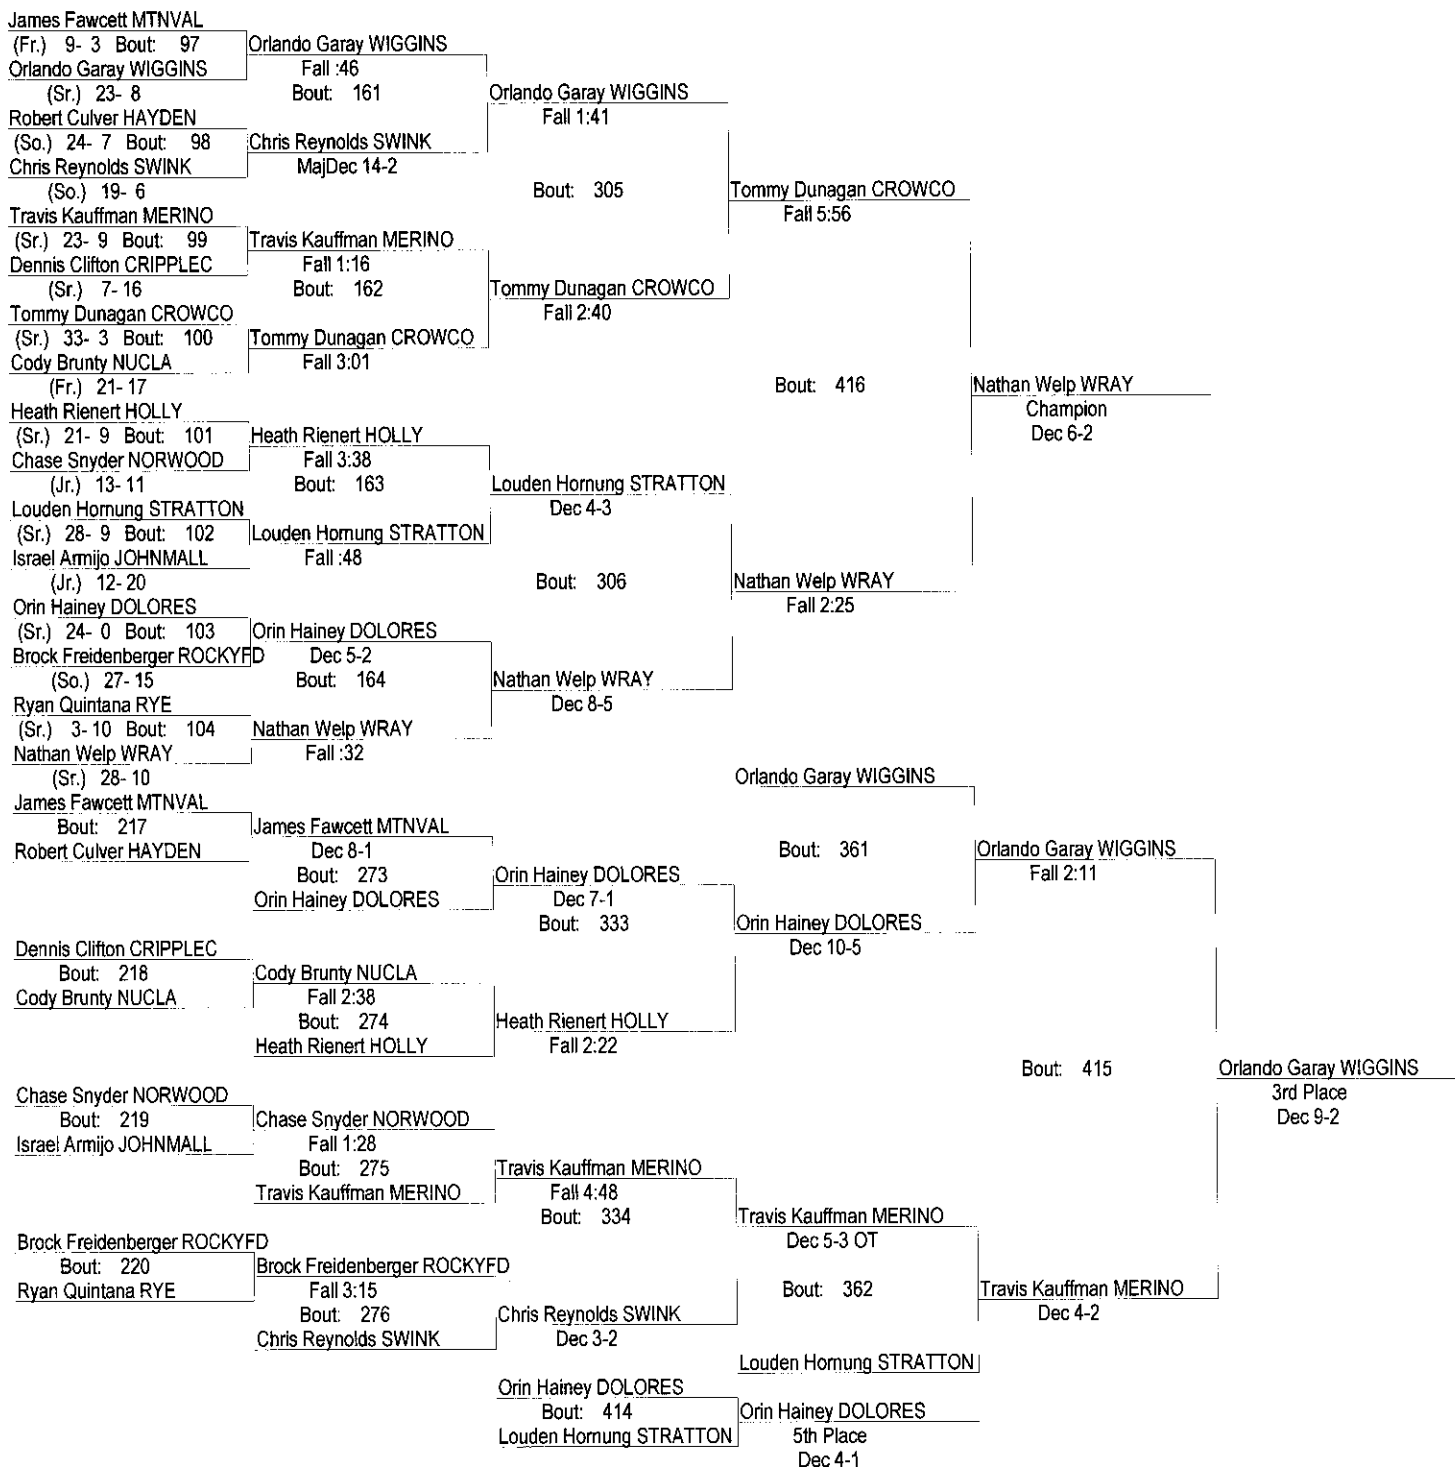 James Fawcett MTNVAL
(Fr.) 9- 3 Bout: 97
Orlando Garay WIGGINS
(Sr.) 23- 8
Robert Culver HAYDEN
(So.) 24- 7 Bout: 98
Chris Reynolds SWINK
(So.) 19- 6
Travis Kauffman MERINO
(Sr.) 23- 9 Bout: 99
Dennis Clifton CRIPPLEC
(Sr.) 7- 16
Tommy Dunagan CROWCO
(Sr.) 33- 3 Bout: 100
Cody Brunty NUCLA
(Fr.) 21- 17
Heath Rienert HOLLY
(Sr.) 21- 9 Bout: 101
Chase Snyder NORWOOD
(Jr.) 13- 11
Louden Hornung STRATTON
(Sr.) 28- 9 Bout: 102
Israel Armijo JOHNMALL
(Jr.) 12- 20
Orin Hainey DOLORES
(Sr.) 24- 0 Bout: 103
Brock Freidenberger ROCKYFD
(So.) 27- 15
Ryan Quintana RYE
(Sr.) 3- 10 Bout: 104
Nathan Welp WRAY
(Sr.) 28- 10
Orlando Garay WIGGINS
Fall :46
Bout: 161
Chris Reynolds SWINK
MajDec 14-2
Travis Kauffman MERINO
Fall 1:16
Bout: 162
Tommy Dunagan CROWCO
Fall 3:01
Heath Rienert HOLLY
Fall 3:38
Bout: 163
Louden Hornung STRATTON
Fall :48
Orin Hainey DOLORES
Dec 5-2
Bout: 164
Nathan Welp WRAY
Fall :32
Orlando Garay WIGGINS
Fall 1:41
Bout: 305
Tommy Dunagan CROWCO
Fall 2:40
Louden Hornung STRATTON
Dec 4-3
Bout: 306
Nathan Welp WRAY
Dec 8-5
Tommy Dunagan CROWCO
Fall 5:56
Bout: 416
Nathan Welp WRAY
Fall 2:25
Nathan Welp WRAY
Champion
Dec 6-2
James Fawcett MTNVAL
Bout: 217
Robert Culver HAYDEN
Dennis Clifton CRIPPLEC
Bout: 218
Cody Brunty NUCLA
Chase Snyder NORWOOD
Bout: 219
Israel Armijo JOHNMALL
Brock Freidenberger ROCKYFD
Bout: 220
Ryan Quintana RYE
James Fawcett MTNVAL
Dec 8-1
Bout: 273
Orin Hainey DOLORES
Cody Brunty NUCLA
Fall 2:38
Bout: 274
Heath Rienert HOLLY
Chase Snyder NORWOOD
Fall 1:28
Bout: 275
Travis Kauffman MERINO
Brock Freidenberger ROCKYFD
Fall 3:15
Bout: 276
Chris Reynolds SWINK
Orin Hainey DOLORES
Dec 7-1
Bout: 333
Heath Rienert HOLLY
Fall 2:22
Travis Kauffman MERINO
Fall 4:48
Bout: 334
Chris Reynolds SWINK
Dec 3-2
Orlando Garay WIGGINS
Bout: 361
Orin Hainey DOLORES
Dec 10-5
Travis Kauffman MERINO
Dec 5-3 OT
Bout: 362
Louden Hornung STRATTON
Orlando Garay WIGGINS
Fall 2:11
Bout: 415
Travis Kauffman MERINO
Dec 4-2
Orlando Garay WIGGINS
3rd Place
Dec 9-2
Orin Hainey DOLORES
Bout: 414
Louden Hornung STRATTON
Orin Hainey DOLORES
5th Place
Dec 4-1